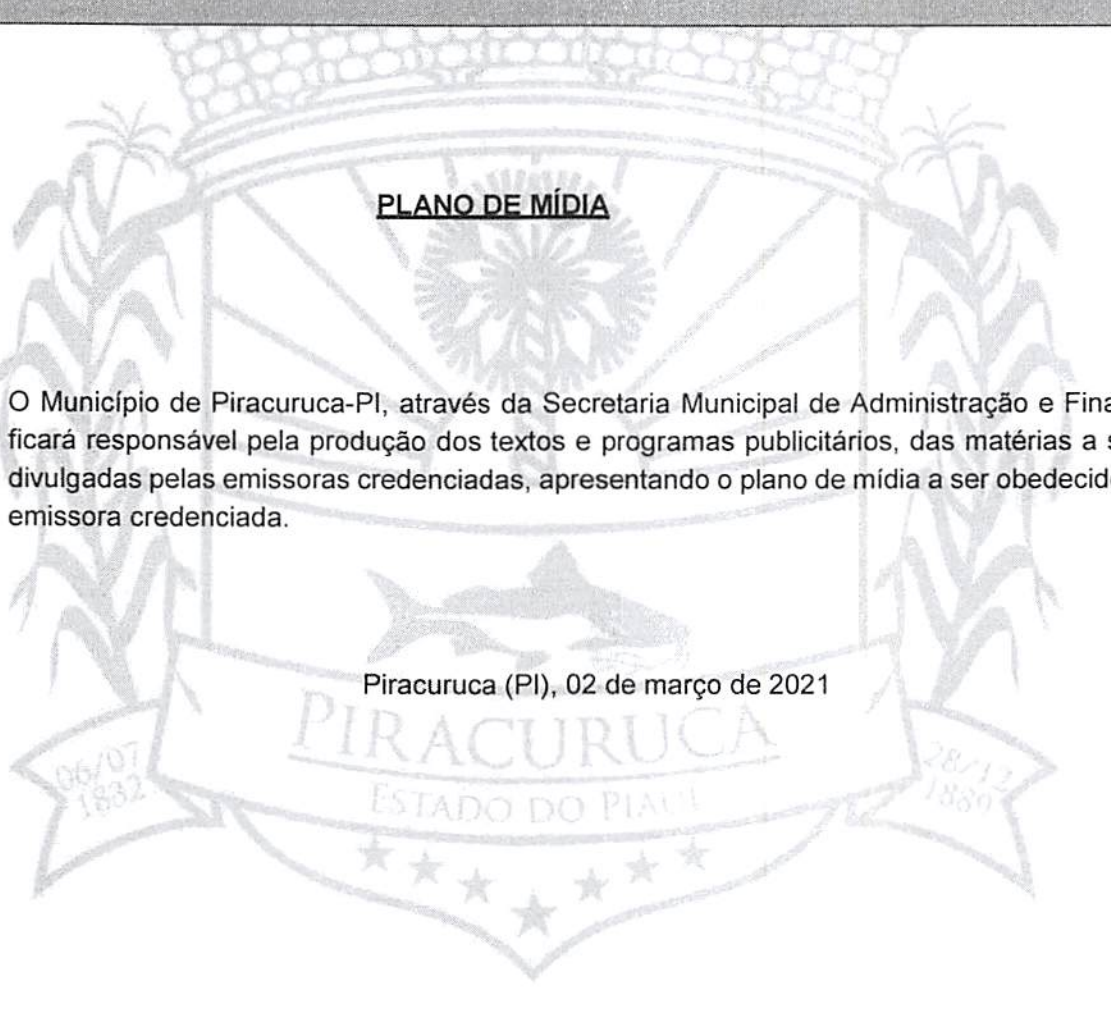 PLANO DE MÍDIA
O Município de Piracuruca-PI, através da Secretaria Municipal de Administração e Fina
ficará responsável pela produção dos textos e programas publicitários, das matérias a s
divulgadas pelas emissoras credenciadas, apresentando o plano de mídia a ser obedecid
emissora credenciada.
Piracuruca (PI), 02 de março de 2021
PIRACURUCA
06/07
1832
28/12
1889
ESTADO DO PIAUÍ